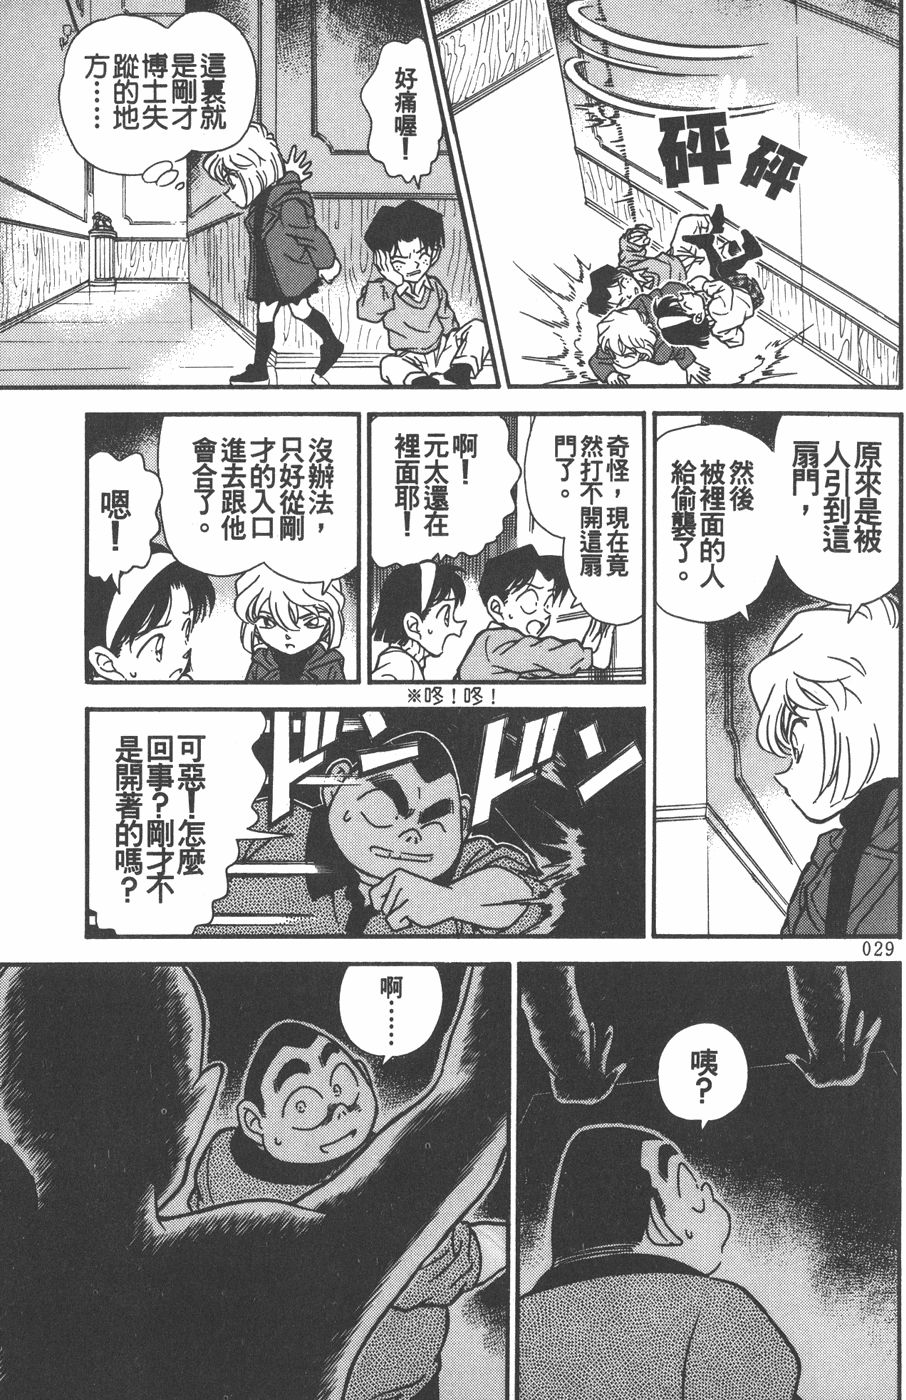 砰
砰
好痛喔！
這裏就
是剛才
博士失
蹤的地
方……
原來是被
人引到這
扇門，
然後
被裡面的人
給偷襲了。
奇怪，現在竟
然打不開這扇
門了。
啊！
元太還在
裡面耶！
沒辦法，
只好從剛
才的入口
進去跟他
會合了。
嗯！
※咚！咚！
ドン
ドン
可惡！怎麼
回事？剛才不
是開著的嗎？
029
咦？
啊……